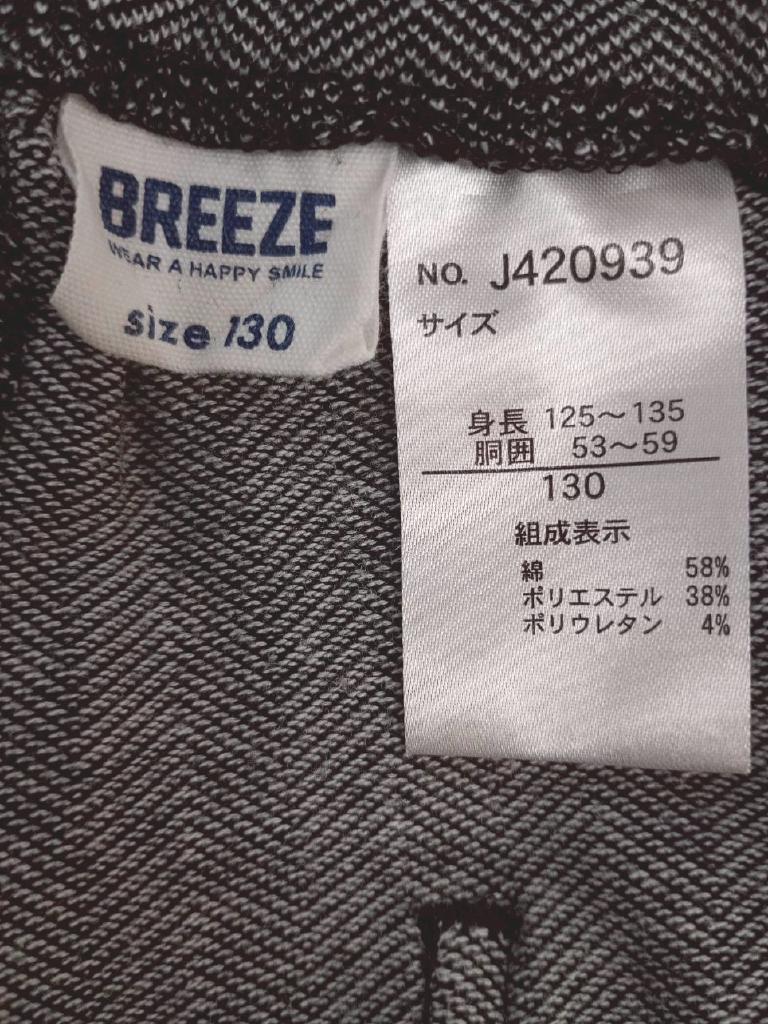 BREEZE
WEAR A HAPPY SMILE
size 130
NO. J420939
サイズ
身長 125～135
胴囲 53～59
130
組成表示
綿 58%
ポリエステル 38%
ポリウレタン 4%